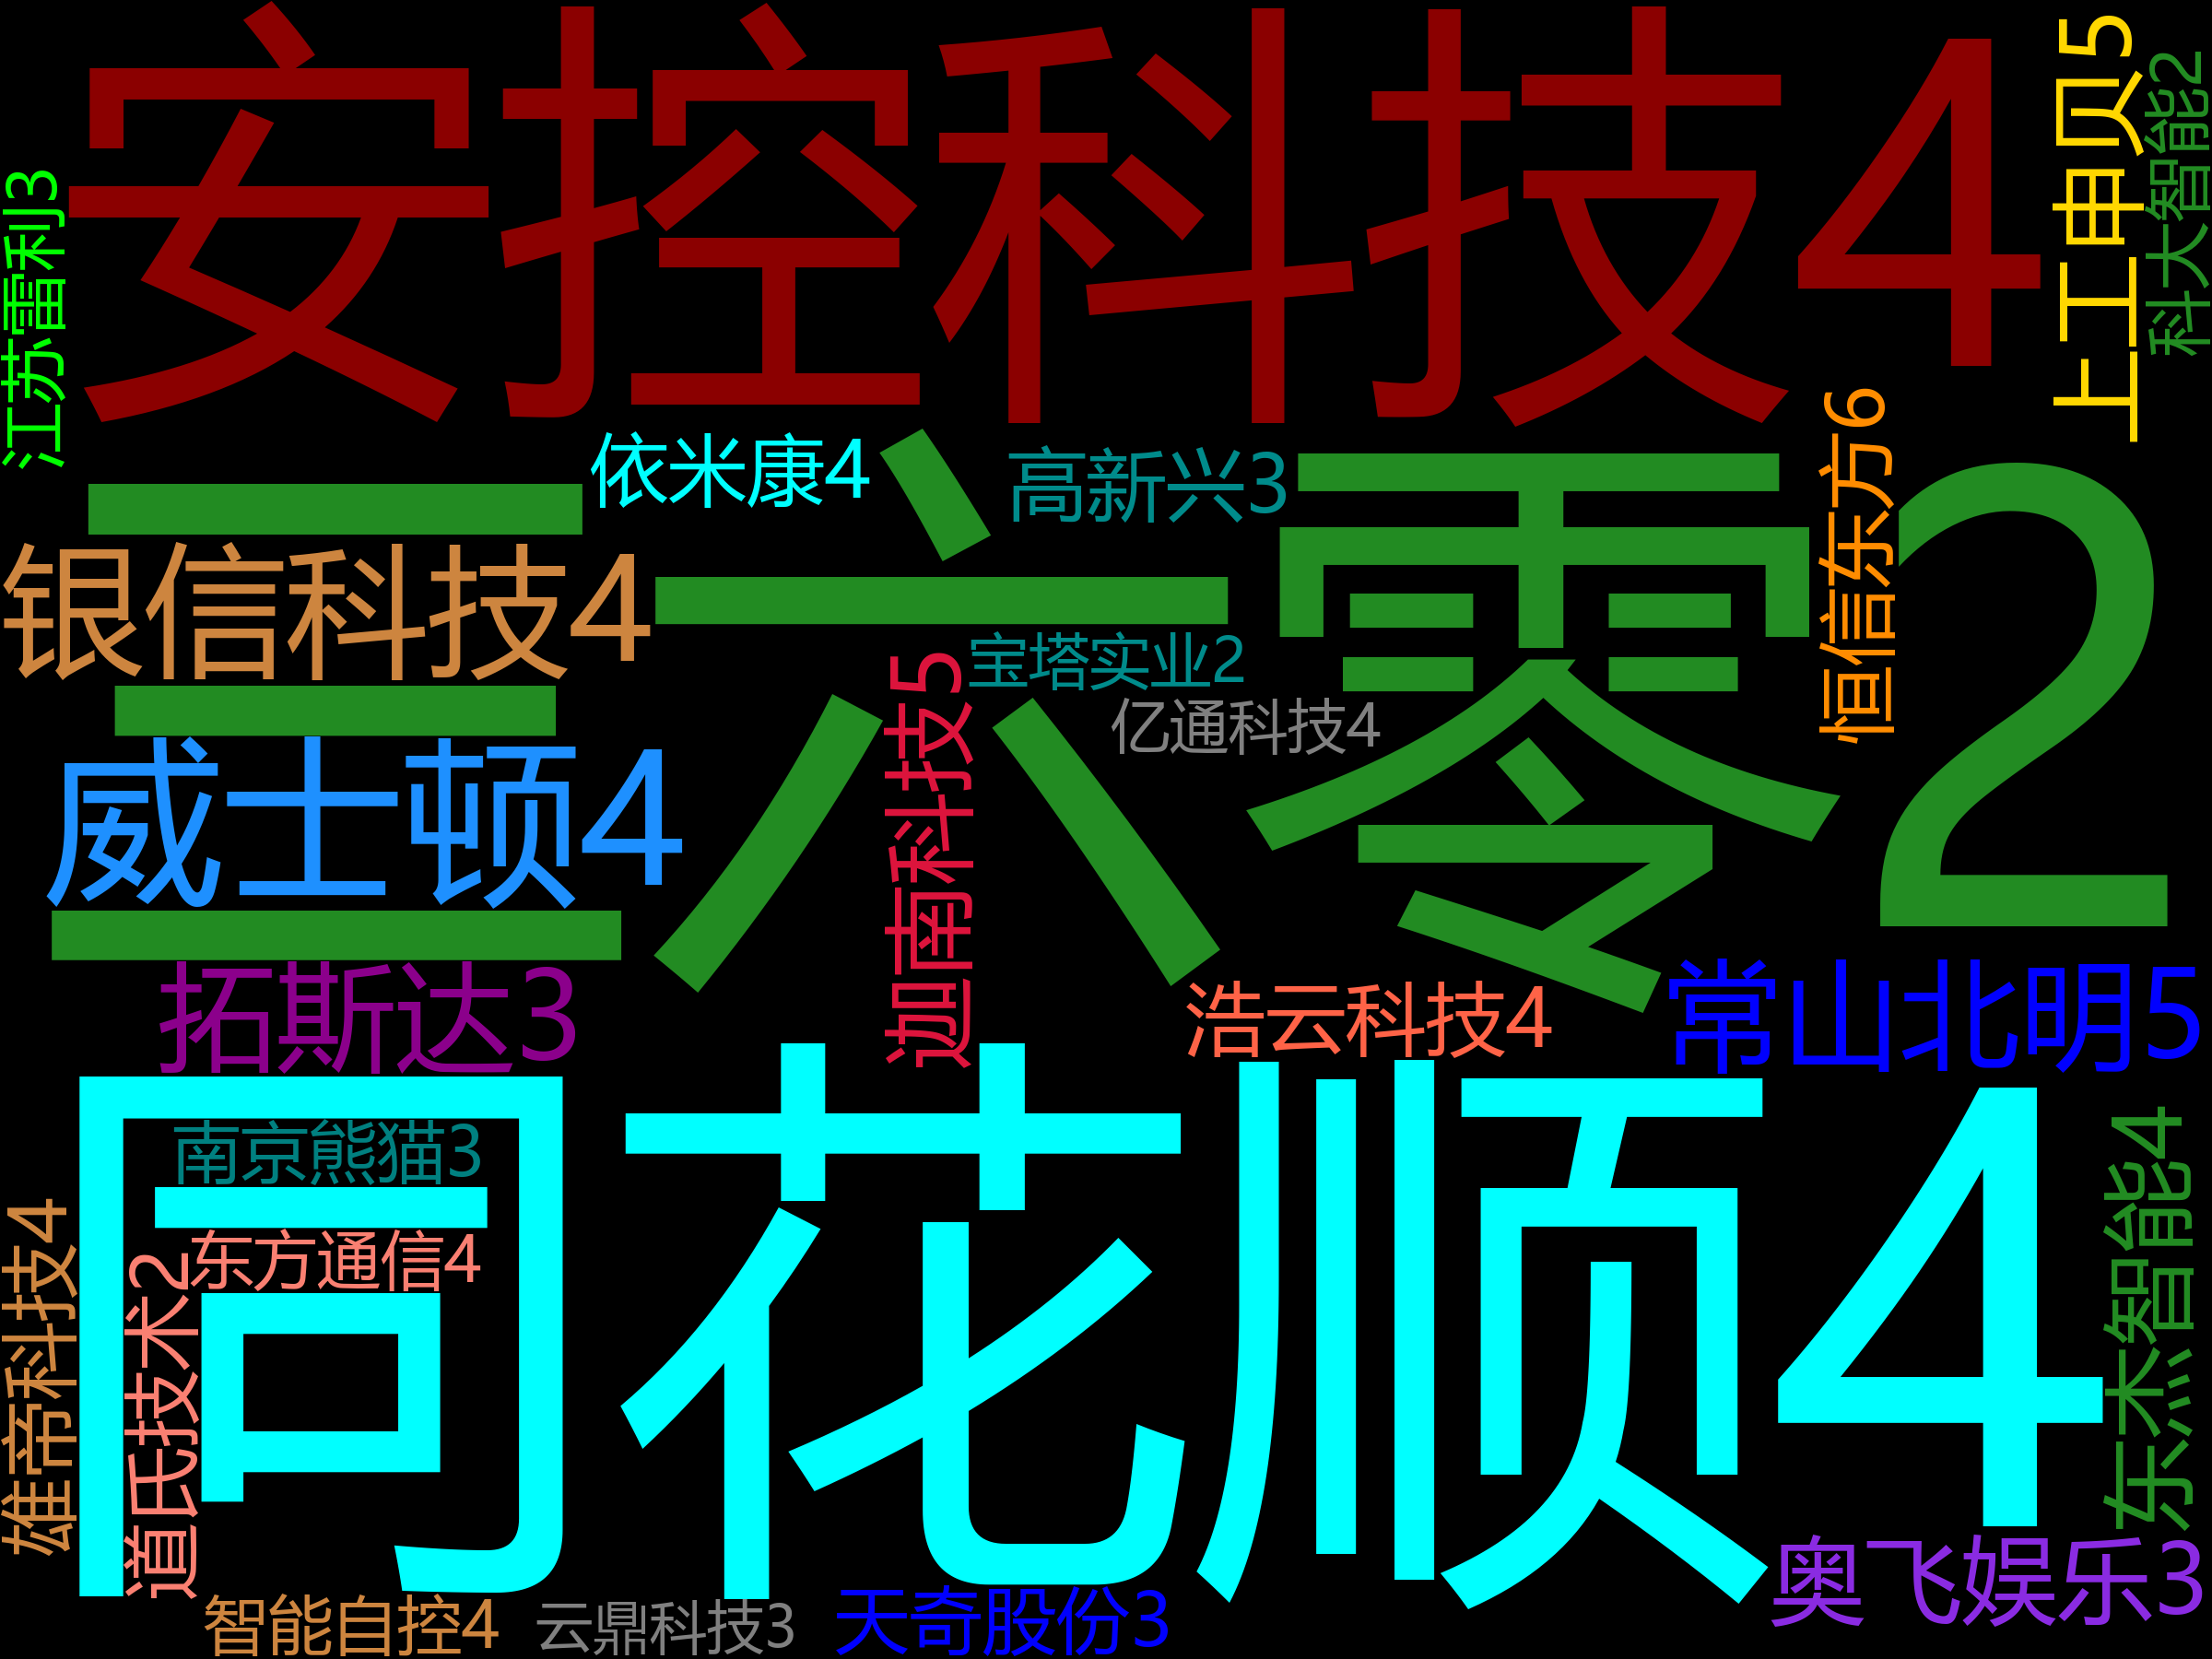 安控科技4
上工申贝5
科大智能2
江苏雷利3
依米康4
高新兴3
三六零2
恒信东方6
银信科技4
宝塔实业2
亿通科技4
迦南科技5
威士顿4
拓斯达3
浩云科技4
常山北明5
同花顺4
南京熊猫3
东方通信4
道氏技术2
雄帝科技4
东杰智能4
奥飞娱乐3
智能自控4
云鼎科技3
天奇股份3